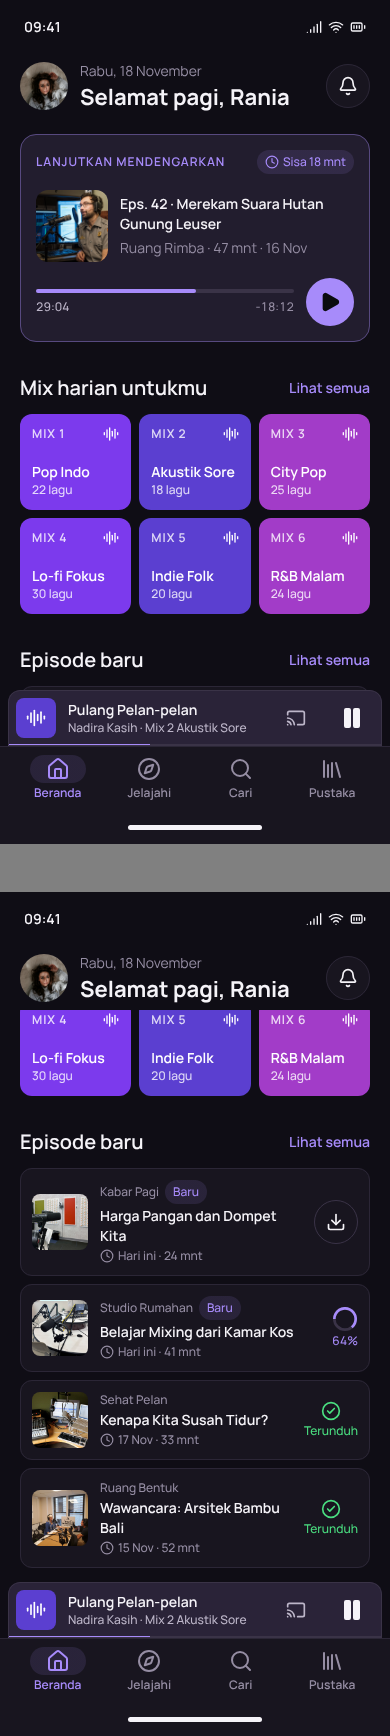 09:41
Rabu, 18 November
Selamat pagi, Rania
LANJUTKAN MENDENGARKAN
Sisa 18 mnt
Eps. 42 · Merekam Suara Hutan
Gunung Leuser
Ruang Rimba · 47 mnt · 16 Nov
29:04
-18:12
Mix harian untukmu
Lihat semua
MIX 1
Pop Indo
22 lagu
MIX 2
Akustik Sore
18 lagu
MIX 3
City Pop
25 lagu
MIX 4
Lo-fi Fokus
30 lagu
MIX 5
Indie Folk
20 lagu
MIX 6
R&B Malam
24 lagu
Episode baru
Lihat semua
Pulang Pelan-pelan
Nadira Kasih · Mix 2 Akustik Sore
Beranda
Jelajahi
Cari
Pustaka
09:41
Rabu, 18 November
Selamat pagi, Rania
MIX 4
Lo-fi Fokus
30 lagu
MIX 5
Indie Folk
20 lagu
MIX 6
R&B Malam
24 lagu
Episode baru
Lihat semua
Kabar Pagi
Baru
Harga Pangan dan Dompet
Kita
Hari ini · 24 mnt
Studio Rumahan
Baru
Belajar Mixing dari Kamar Kos
Hari ini · 41 mnt
64%
Sehat Pelan
Kenapa Kita Susah Tidur?
17 Nov · 33 mnt
Terunduh
Ruang Bentuk
Wawancara: Arsitek Bambu
Bali
15 Nov · 52 mnt
Terunduh
Pulang Pelan-pelan
Nadira Kasih · Mix 2 Akustik Sore
Beranda
Jelajahi
Cari
Pustaka